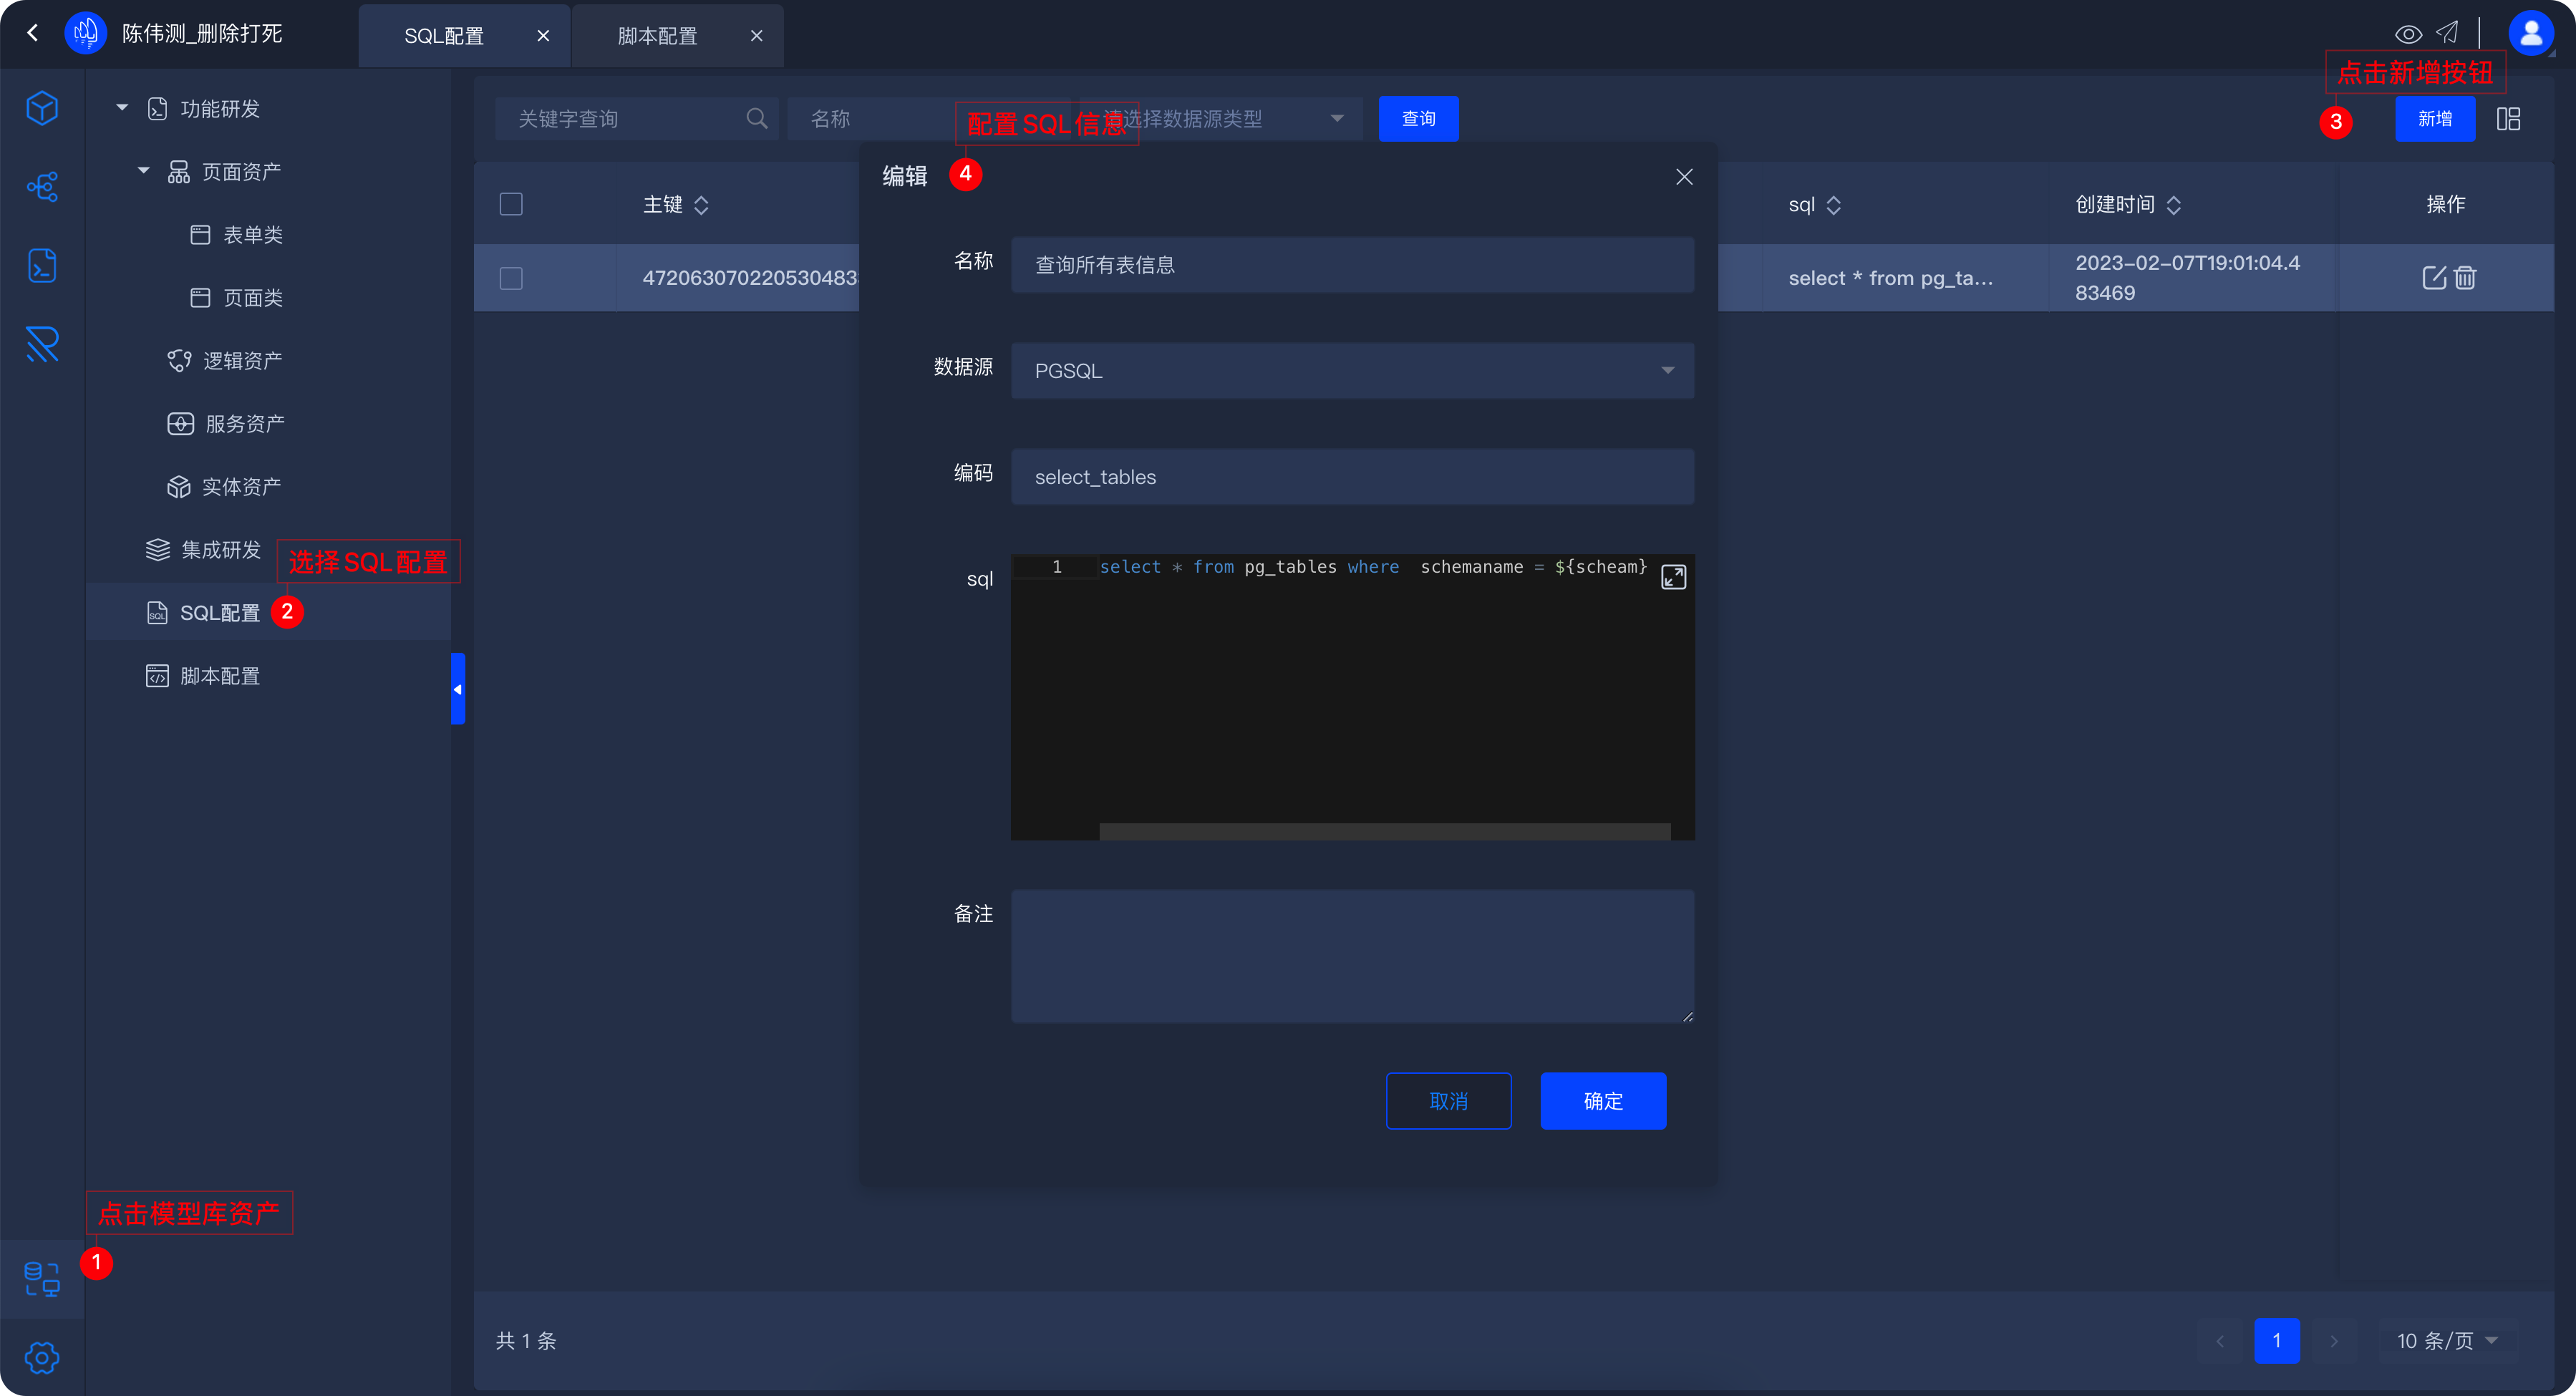 陈伟测_删除打死
SQL配置
脚本配置
点击新增按钮
3
新增
关键字查询
名称
配置SQL信息
选择数据源类型
查询
功能研发
页面资产
表单类
页面类
逻辑资产
服务资产
实体资产
集成研发
选择SQL配置
SQL配置
2
脚本配置
点击模型库资产
1
主键
sql
创建时间
操作
472063070220530483
select * from pg_ta...
2023-02-07T19:01:04.4
83469
编辑
4
名称
查询所有表信息
数据源
PGSQL
编码
select_tables
sql
1
select * from pg_tables where  schemaname = ${scheam}
备注
取消
确定
共 1 条
1
10 条/页